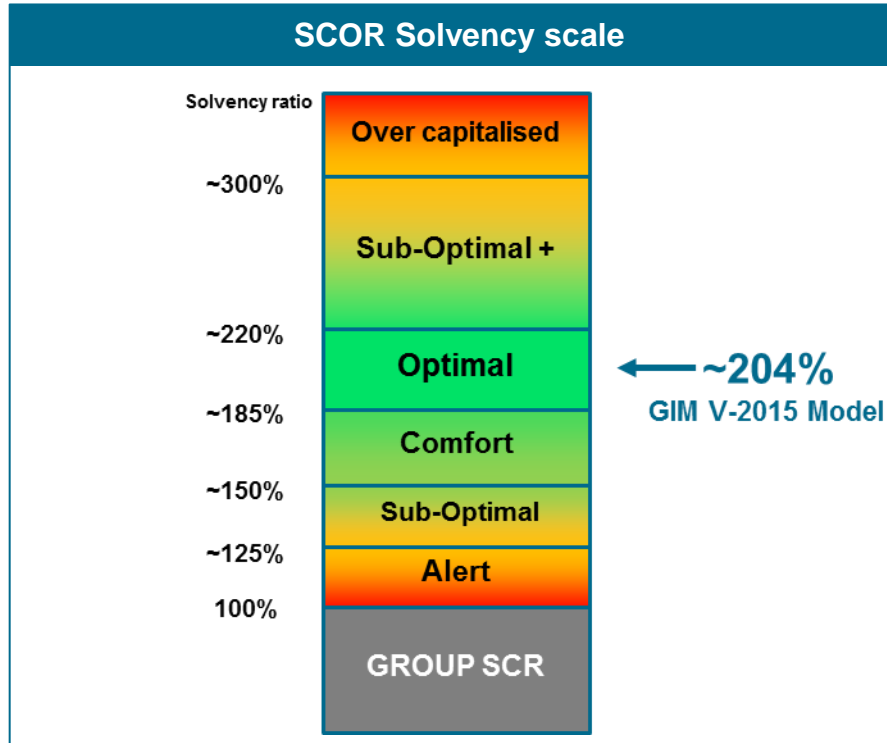 SCOR Solvency scale
Solvency ratio
Over capitalised
~300%
Sub-Optimal +
~220%
Optimal
~204%
GIM V-2015 Model
~185%
Comfort
~150%
Sub-Optimal
~125%
Alert
100%
GROUP SCR